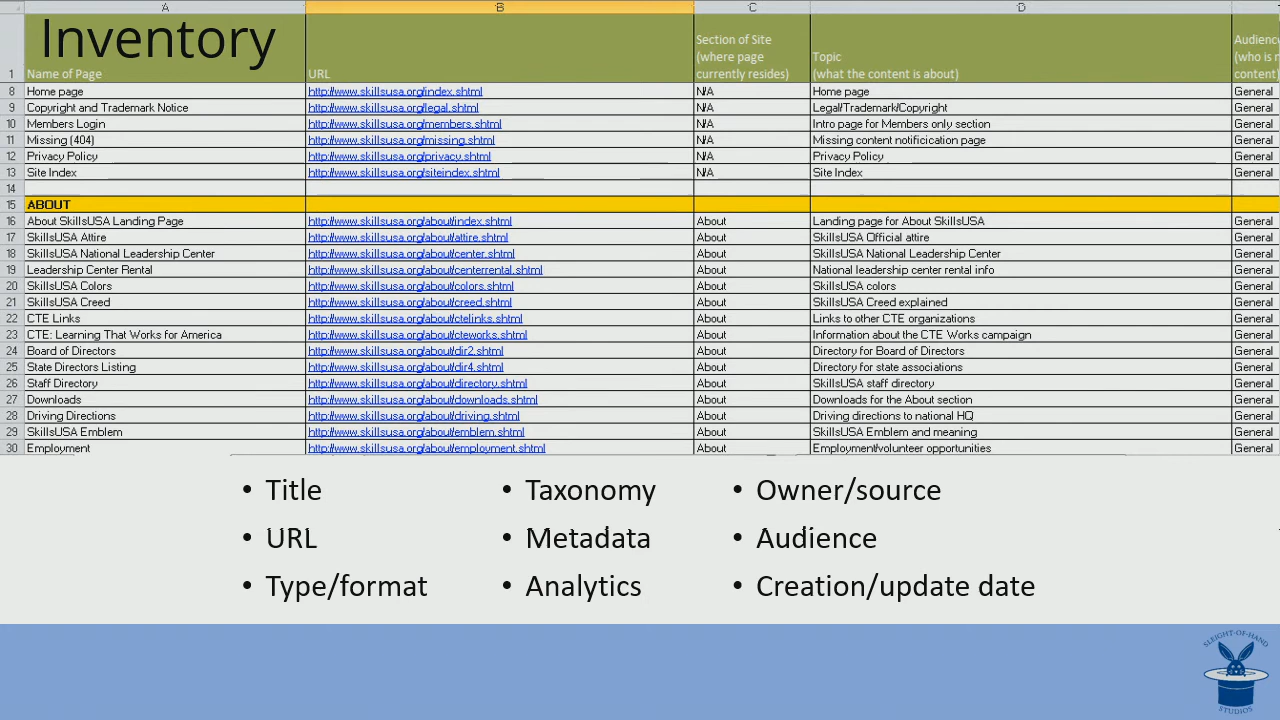 A B C D
Inventory
1 Name of Page URL Section of Site (where page currently resides) Topic (what the content is about) Audience (who is content)
8 Home page http://www.skillsusa.org/index.shtml N/A Home page General
9 Copyright and Trademark Notice http://www.skillsusa.org/legal.shtml N/A Legal/Trademark/Copyright General
10 Members Login http://www.skillsusa.org/members.shtml N/A Intro page for Members only section General
11 Missing (404) http://www.skillsusa.org/missing.shtml N/A Missing content notificication page General
12 Privacy Policy http://www.skillsusa.org/privacy.shtml N/A Privacy Policy General
13 Site Index http://www.skillsusa.org/siteindex.shtml N/A Site Index General
14
15 ABOUT
16 About SkillsUSA Landing Page http://www.skillsusa.org/about/index.shtml About Landing page for About SkillsUSA General
17 SkillsUSA Attire http://www.skillsusa.org/about/attire.shtml About SkillsUSA Official attire General
18 SkillsUSA National Leadership Center http://www.skillsusa.org/about/center.shtml About SkillsUSA National Leadership Center General
19 Leadership Center Rental http://www.skillsusa.org/about/centerrental.shtml About National leadership center rental info General
20 SkillsUSA Colors http://www.skillsusa.org/about/colors.shtml About SkillsUSA colors General
21 SkillsUSA Creed http://www.skillsusa.org/about/creed.shtml About SkillsUSA Creed explained General
22 CTE Links http://www.skillsusa.org/about/ctelinks.shtml About Links to other CTE organizations General
23 CTE: Learning That Works for America http://www.skillsusa.org/about/cteworks.shtml About Information about the CTE Works campaign General
24 Board of Directors http://www.skillsusa.org/about/dir2.shtml About Directory for Board of Directors General
25 State Directors Listing http://www.skillsusa.org/about/dir4.shtml About Directory for state associations General
26 Staff Directory http://www.skillsusa.org/about/directory.shtml About SkillsUSA staff directory General
27 Downloads http://www.skillsusa.org/about/downloads.shtml About Downloads for the About section General
28 Driving Directions http://www.skillsusa.org/about/driving.shtml About Driving directions to national HQ General
29 SkillsUSA Emblem http://www.skillsusa.org/about/emblem.shtml About SkillsUSA Emblem and meaning General
30 Employment http://www.skillsusa.org/about/employment.shtml About Employment/volunteer opportunities General
• Title
• URL
• Type/format
• Taxonomy
• Metadata
• Analytics
• Owner/source
• Audience
• Creation/update date
SLEIGHT-OF-HAND
STUDIOS